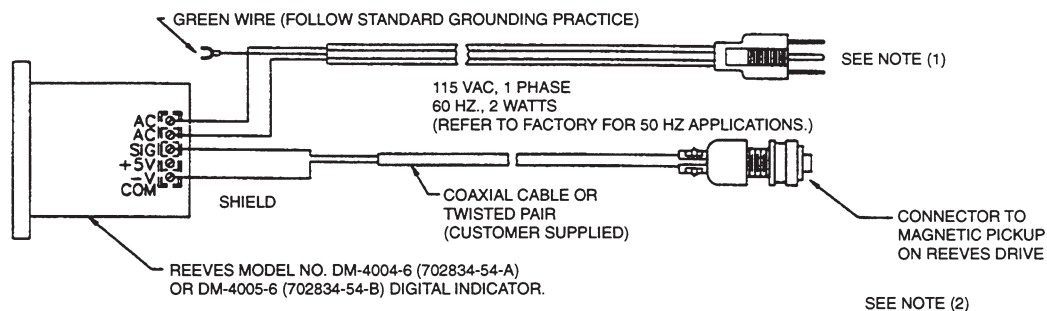 GREEN WIRE (FOLLOW STANDARD GROUNDING PRACTICE)
SEE NOTE (1)
115 VAC, 1 PHASE
60 HZ., 2 WATTS
(REFER TO FACTORY FOR 50 HZ APPLICATIONS.)
AC
AC
SIG
+5V
-V
COM
SHIELD
COAXIAL CABLE OR
TWISTED PAIR
(CUSTOMER SUPPLIED)
CONNECTOR TO
MAGNETIC PICKUP
ON REEVES DRIVE
REEVES MODEL NO. DM-4004-6 (702834-54-A)
OR DM-4005-6 (702834-54-B) DIGITAL INDICATOR.
SEE NOTE (2)